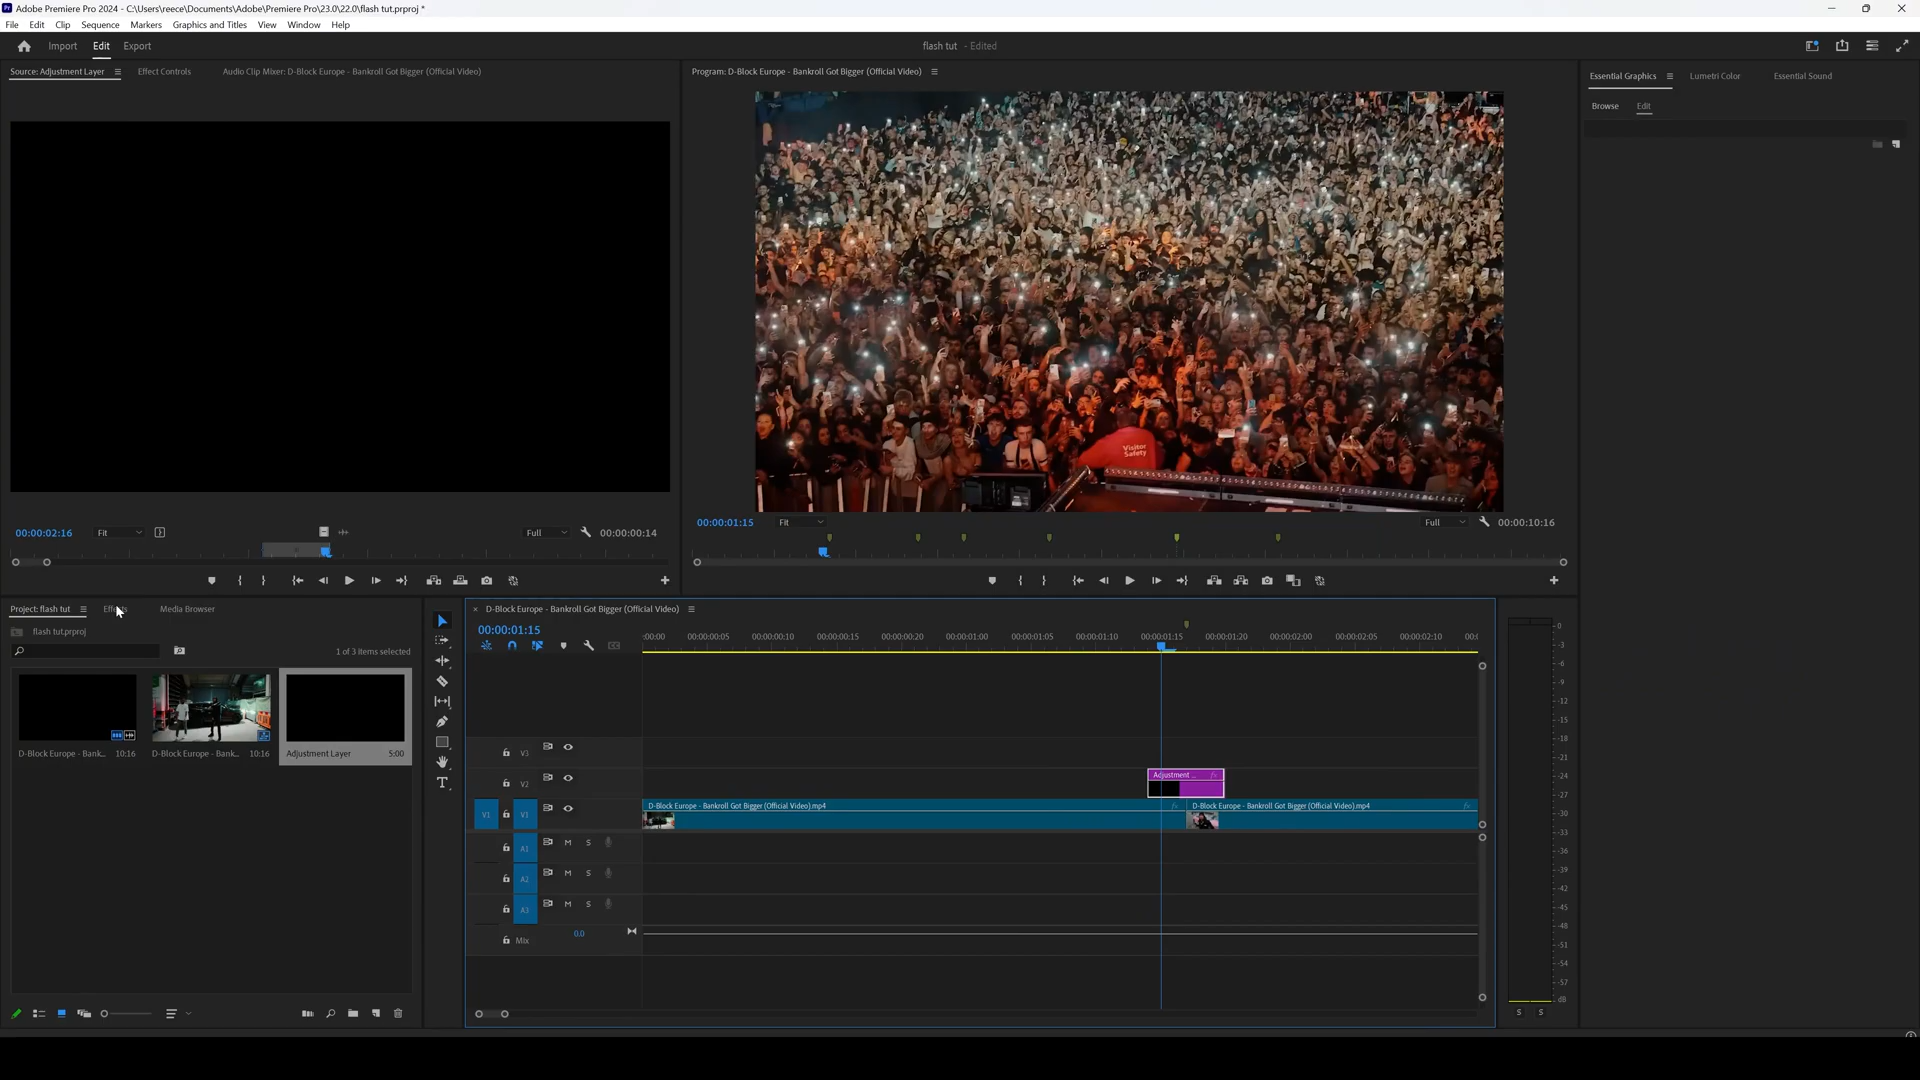 Adobe Premiere Pro 2024 - C:\Users\reece\Documents\Adobe\Premiere Pro\23.0\22.0\flash tut.prproj *
File Edit Clip Sequence Markers Graphics and Titles View Window Help
Import Edit Export
flash tut - Edited
Source: Adjustment Layer Effect Controls Audio Clip Mixer: D-Block Europe - Bankroll Got Bigger (Official Video)
Program: D-Block Europe - Bankroll Got Bigger (Official Video)
Essential Graphics Lumetri Color Essential Sound
Browse Edit
Visitor
Safety
00:00:02:16 Fit Full 00:00:00:14
00:00:01:15 Fit Full 00:00:10:16
Project: flash tut Effects Media Browser
flash tut.prproj
1 of 3 items selected
D-Block Europe - Bank... 10:16
D-Block Europe - Bank... 10:16
Adjustment Layer 5:00
D-Block Europe - Bankroll Got Bigger (Official Video)
00:00:01:15
:00:00 00:00:00:05 00:00:00:10 00:00:00:15 00:00:00:20 00:00:01:00 00:00:01:05 00:00:01:10 00:00:01:15 00:00:01:20 00:00:02:00 00:00:02:05 00:00:02:10 00:0
V3
V2
Adjustment ... fx
V1 V1
D-Block Europe - Bankroll Got Bigger (Official Video).mp4 fx
D-Block Europe - Bankroll Got Bigger (Official Video).mp4 fx
A1 M S
A2 M S
A3 M S
Mix 0.0
0
-3
-6
-9
-12
-15
-18
-21
-24
-27
-30
-33
-36
-39
-42
-45
-48
-51
-54
-57
dB
S S